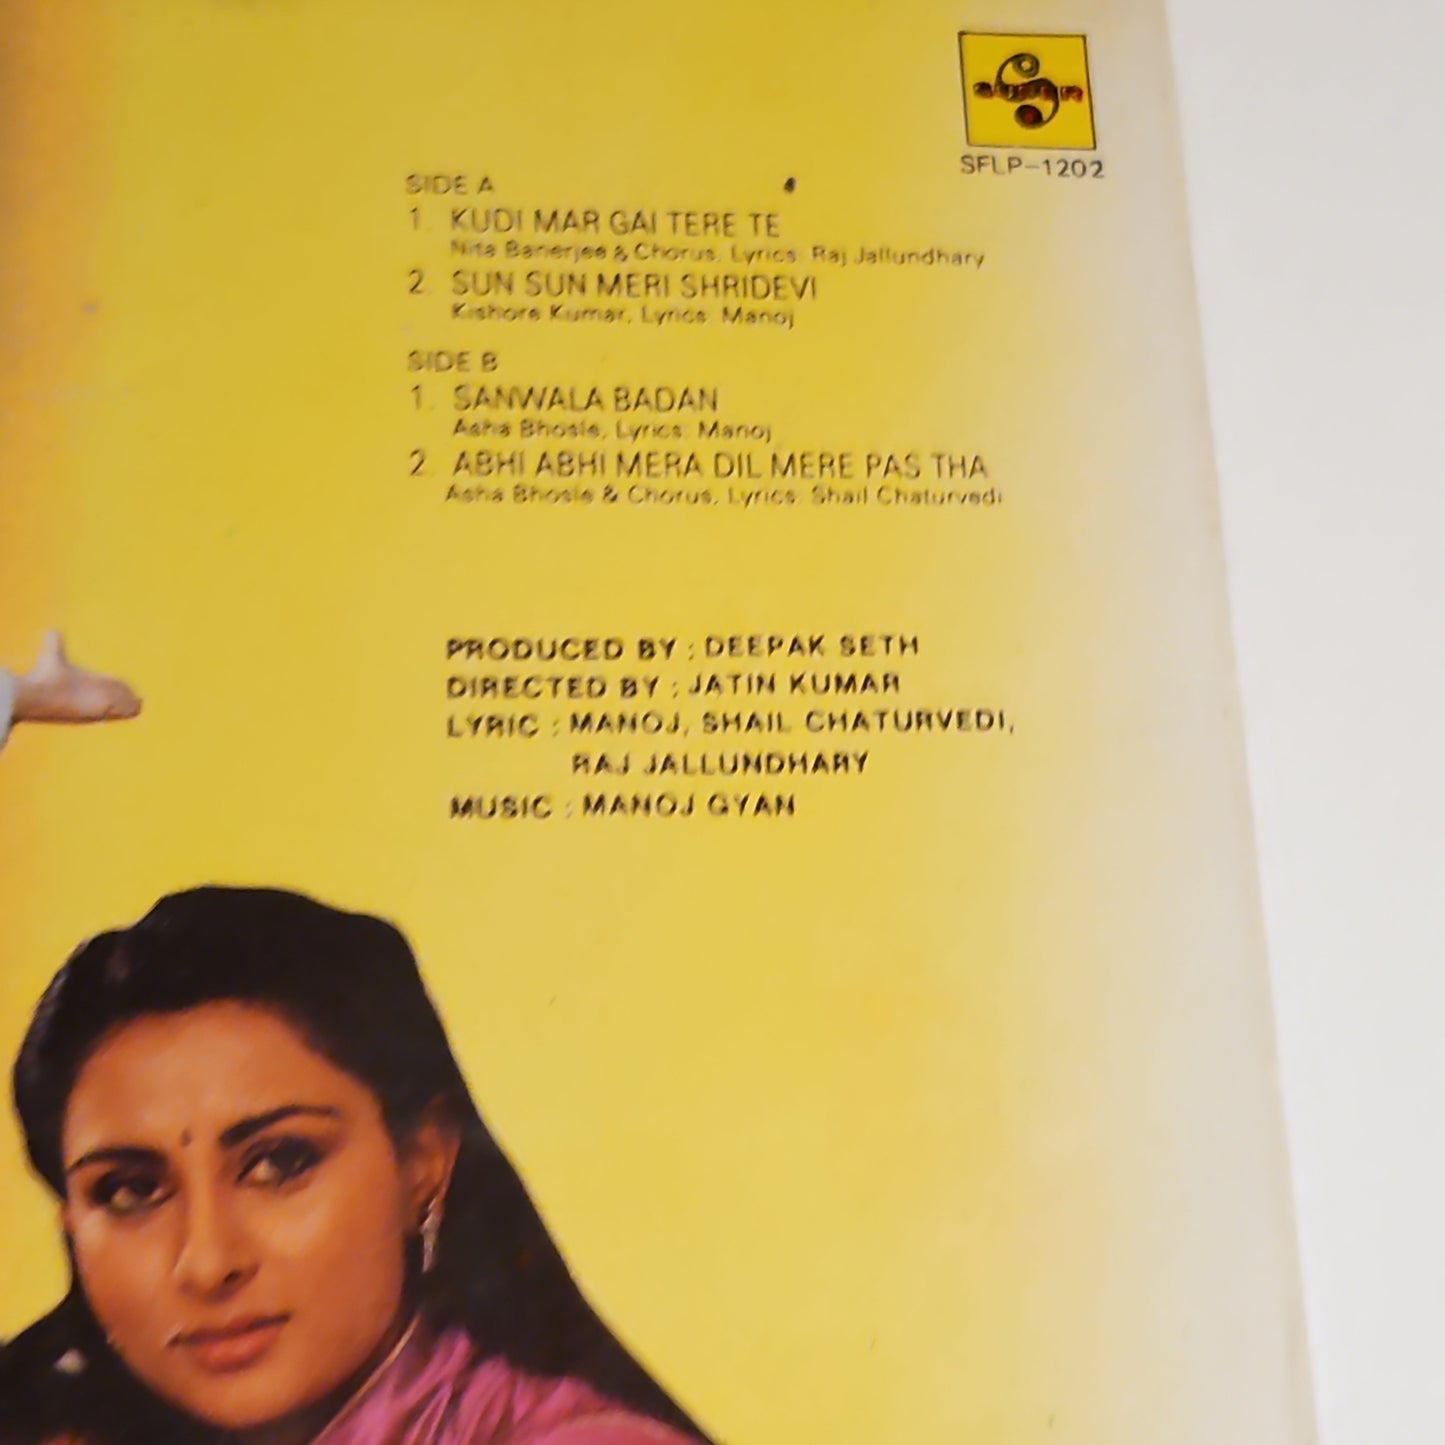 SUPER
SFLP-1202
SIDE A
1. KUDI MAR GAI TERE TE
Nita Banerjee & Chorus, Lyrics: Raj Jallundhary
2. SUN SUN MERI SHRIDEVI
Kishore Kumar, Lyrics: Manoj
SIDE B
1. SANWALA BADAN
Asha Bhosle, Lyrics: Manoj
2. ABHI ABHI MERA DIL MERE PAS THA
Asha Bhosle & Chorus, Lyrics: Shail Chaturvedi
PRODUCED BY : DEEPAK SETH
DIRECTED BY : JATIN KUMAR
LYRIC : MANOJ, SHAIL CHATURVEDI,
RAJ JALLUNDHARY
MUSIC : MANOJ GYAN